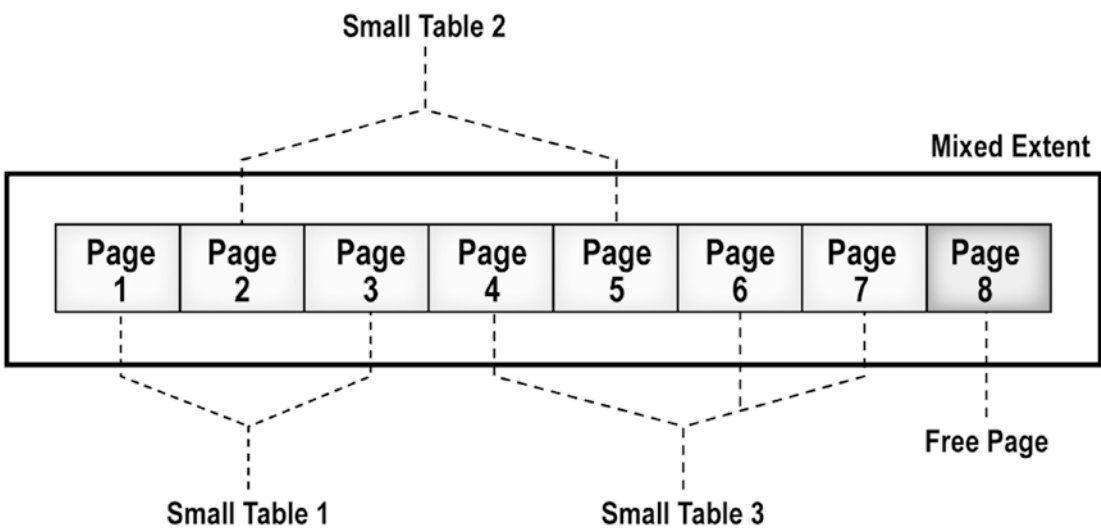 Small Table 2
Mixed Extent
Page 1
Page 2
Page 3
Page 4
Page 5
Page 6
Page 7
Page 8
Free Page
Small Table 1
Small Table 3